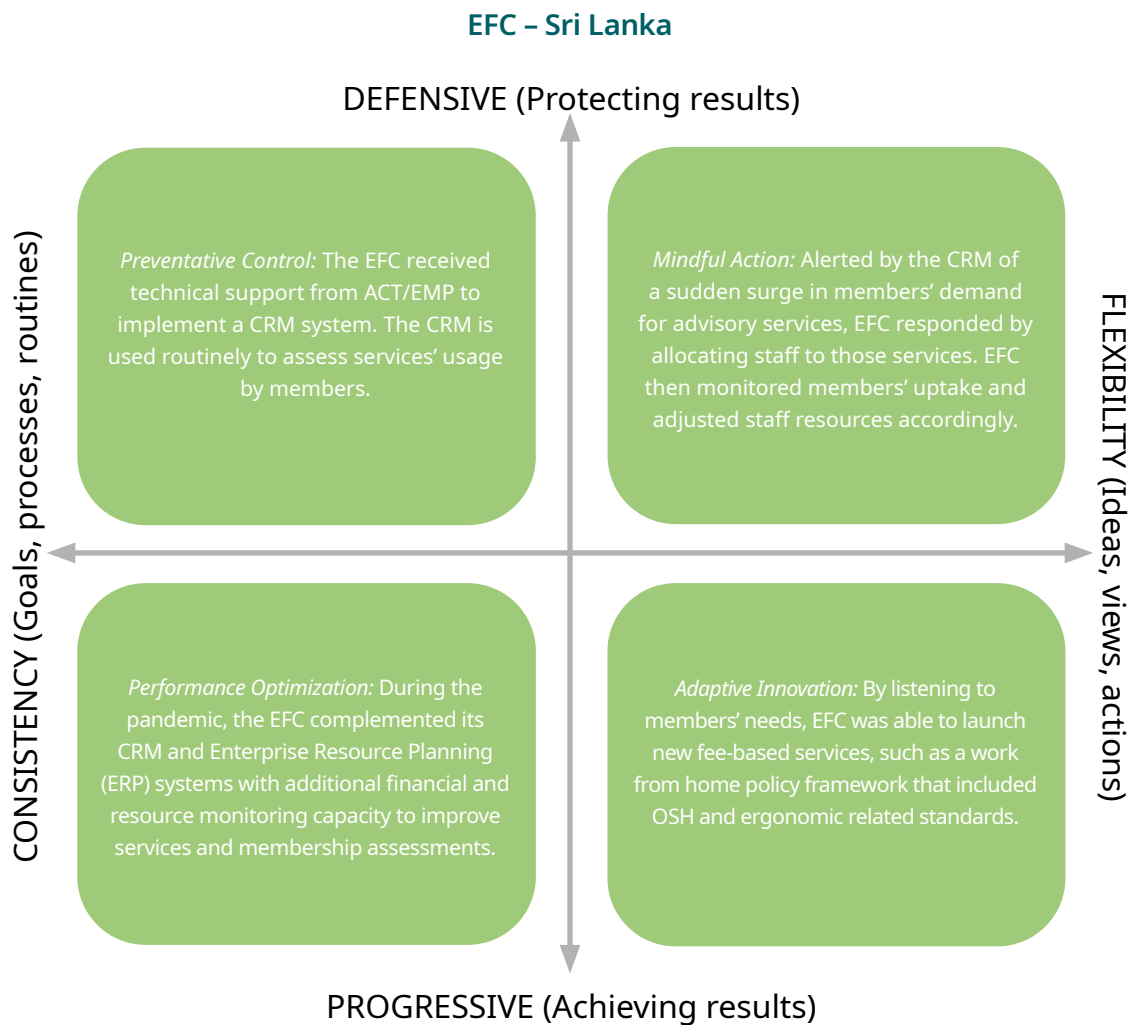 EFC – Sri Lanka
DEFENSIVE (Protecting results)
CONSISTENCY (Goals, processes, routines)
Preventative Control: The EFC received
technical support from ACT/EMP to
implement a CRM system. The CRM is
used routinely to assess services’ usage
by members.
Mindful Action: Alerted by the CRM of
a sudden surge in members’ demand
for advisory services, EFC responded by
allocating staff to those services. EFC
then monitored members’ uptake and
adjusted staff resources accordingly.
FLEXIBILITY (Ideas, views, actions)
Performance Optimization: During the
pandemic, the EFC complemented its
CRM and Enterprise Resource Planning
(ERP) systems with additional financial and
resource monitoring capacity to improve
services and membership assessments.
Adaptive Innovation: By listening to
members’ needs, EFC was able to launch
new fee-based services, such as a work
from home policy framework that included
OSH and ergonomic related standards.
PROGRESSIVE (Achieving results)